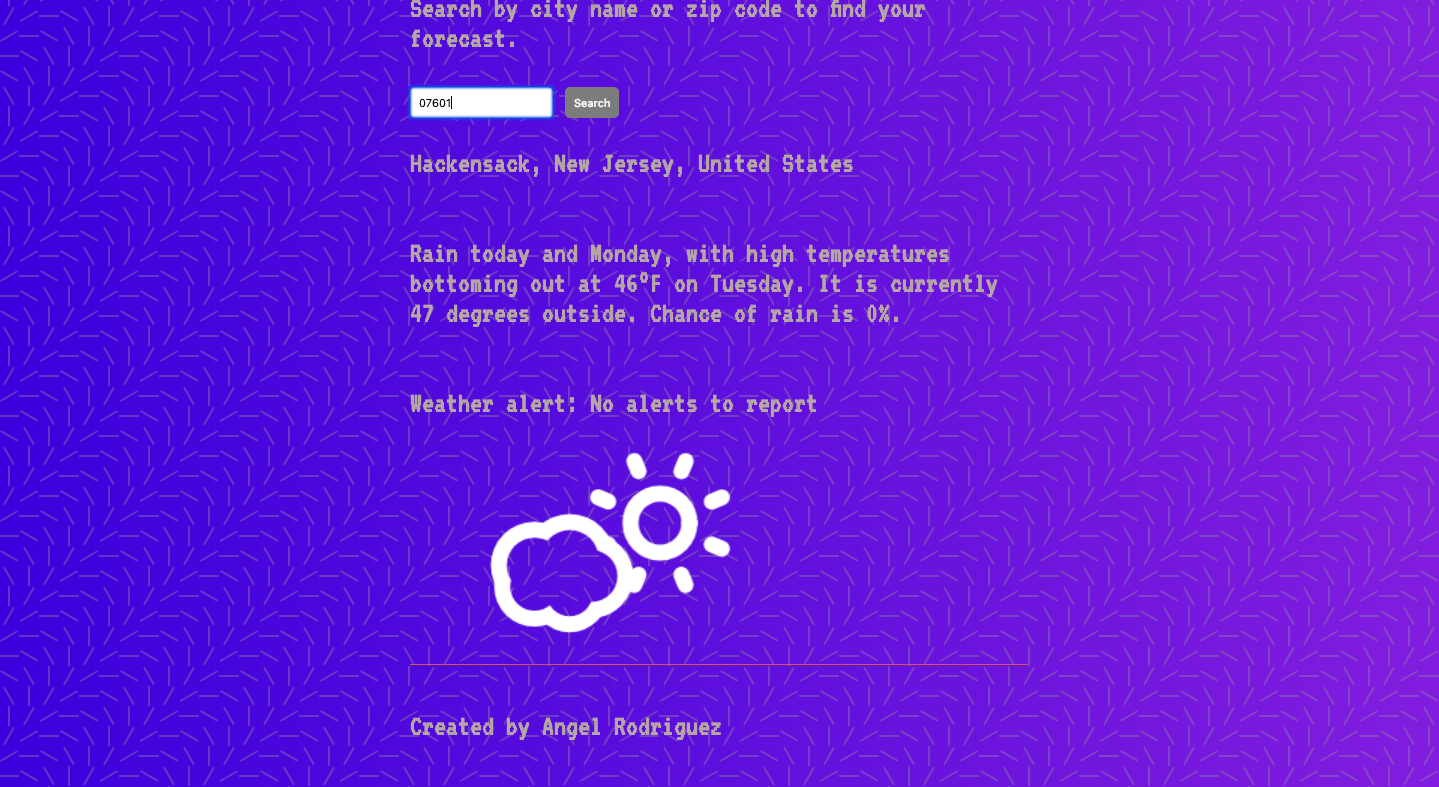 Search by city name or zip code to find your
forecast.
07601
Search
Hackensack, New Jersey, United States
Rain today and Monday, with high temperatures
bottoming out at 46°F on Tuesday. It is currently
47 degrees outside. Chance of rain is 0%.
Weather alert: No alerts to report
Created by Angel Rodriguez